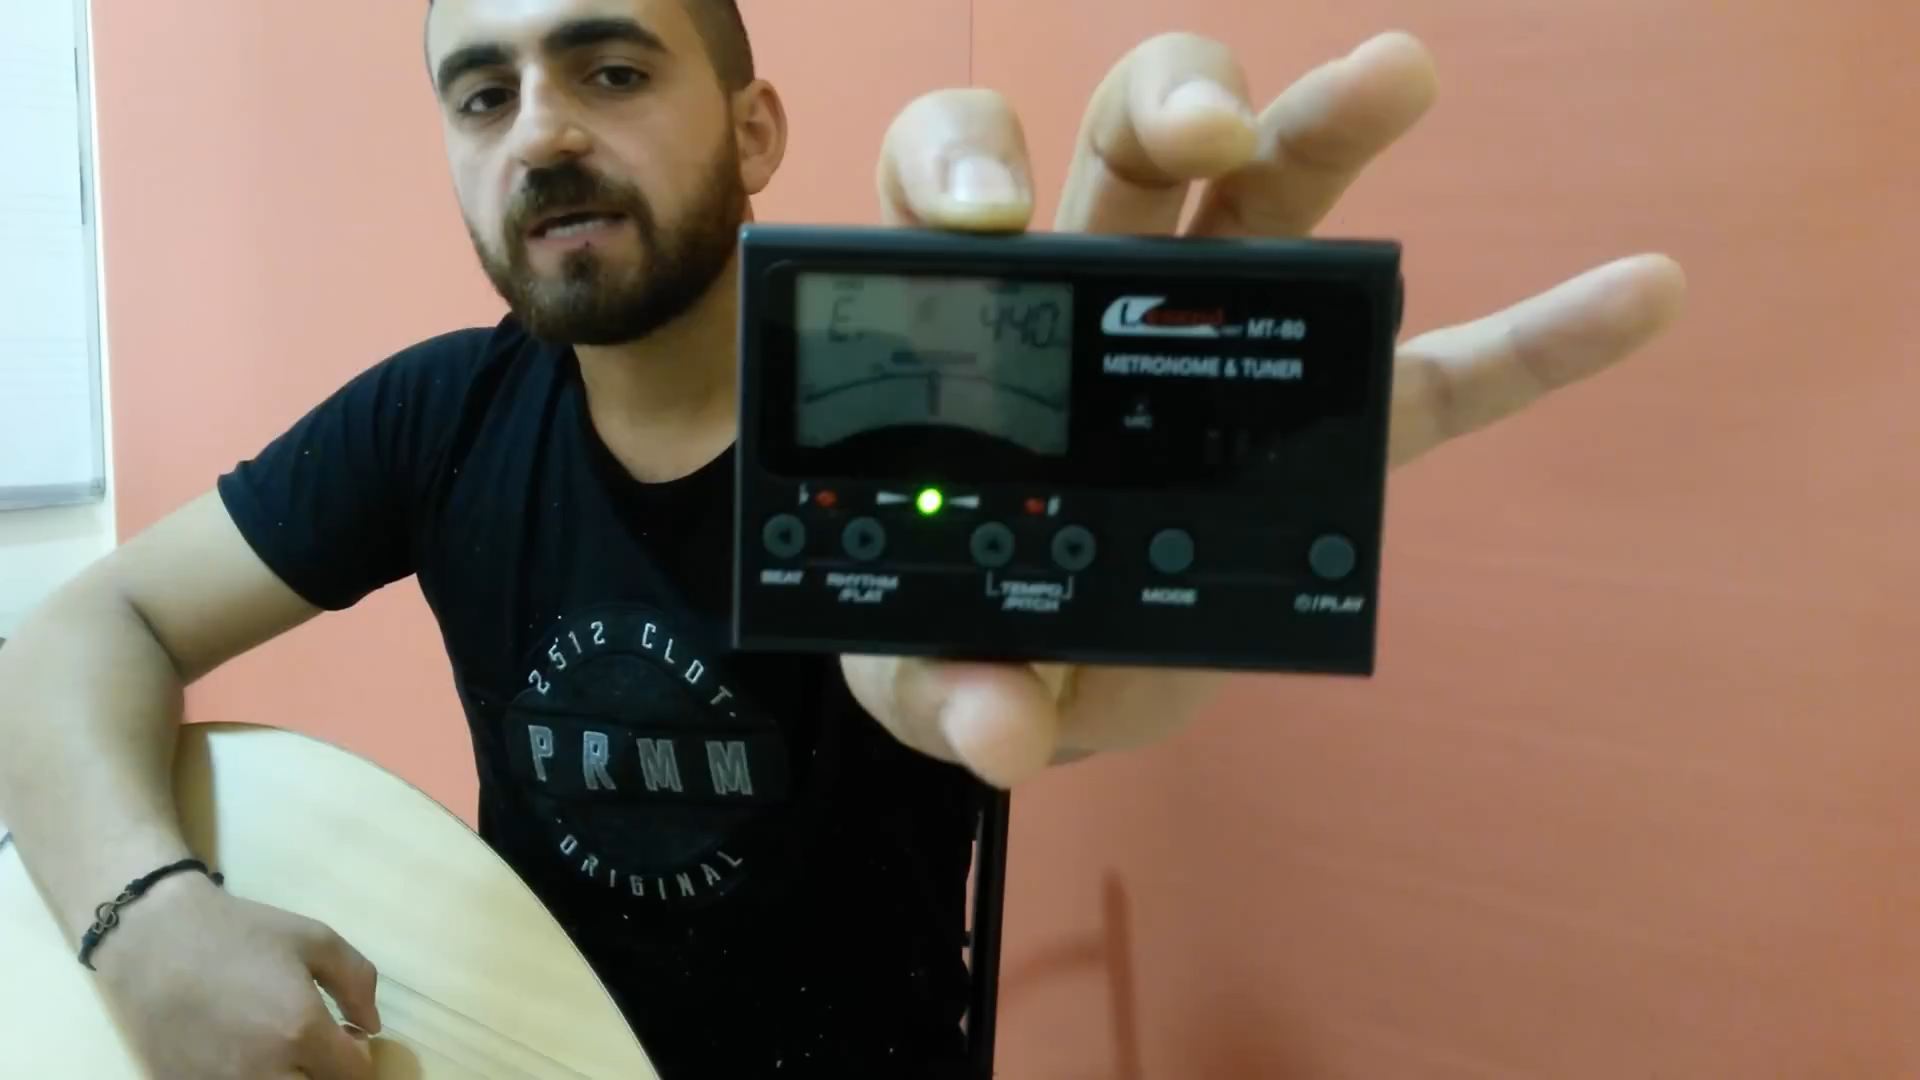 E 440
MT-80
METRONOME & TUNER
MIC
BEAT
RHYTHM
/FLAT
TEMPO
/PITCH
MODE
/PLAY
2512 CLOT
PRMM
ORIGINAL